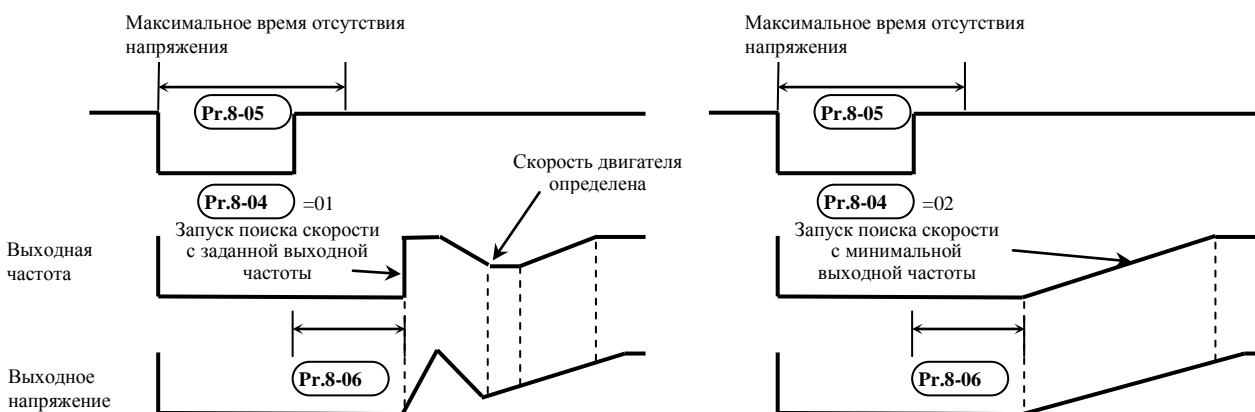 Максимальное время отсутствия
напряжения
Pr.8-05
Скорость двигателя
определена
Pr.8-04 =01
Запуск поиска скорости
с заданной выходной
частоты
Выходная
частота
Pr.8-06
Выходное
напряжение
Максимальное время отсутствия
напряжения
Pr.8-05
Pr.8-04 =02
Запуск поиска скорости
с минимальной
выходной частоты
Pr.8-06